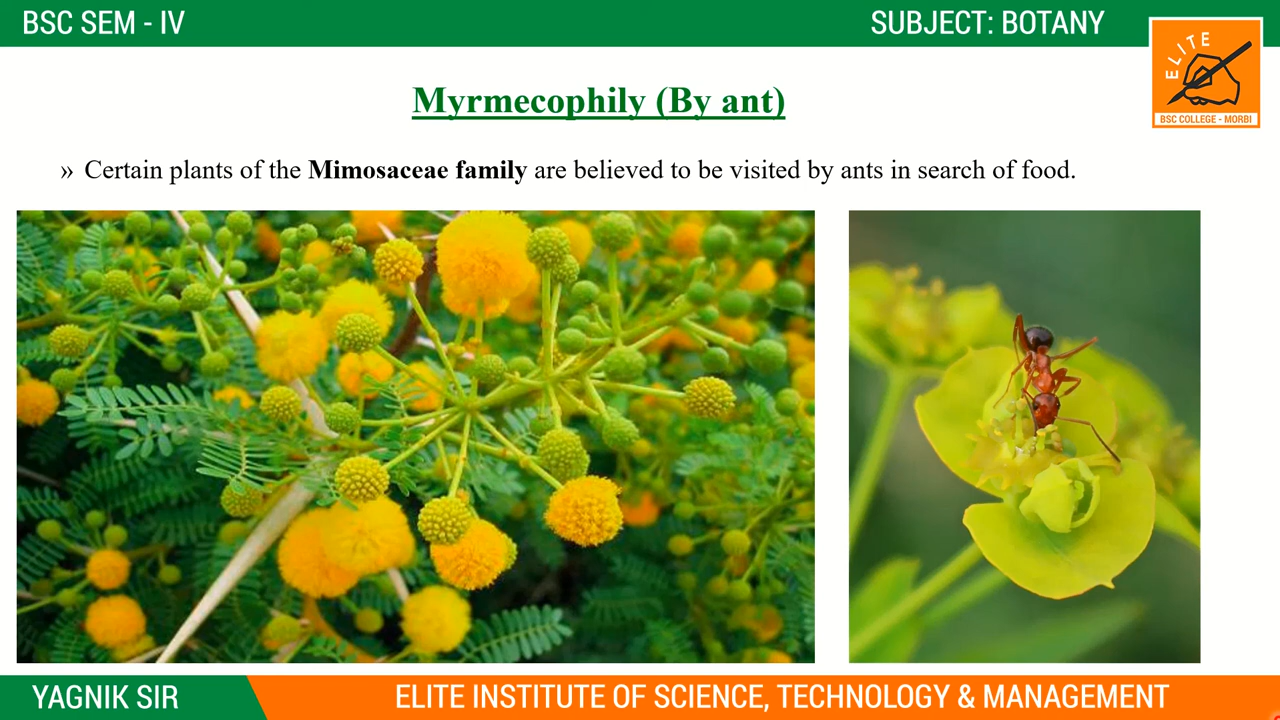 BSC SEM - IV
SUBJECT: BOTANY
ELITE
BSC COLLEGE - MORBI
Myrmecophily (By ant)
» Certain plants of the Mimosaceae family are believed to be visited by ants in search of food.
YAGNIK SIR
ELITE INSTITUTE OF SCIENCE, TECHNOLOGY & MANAGEMENT